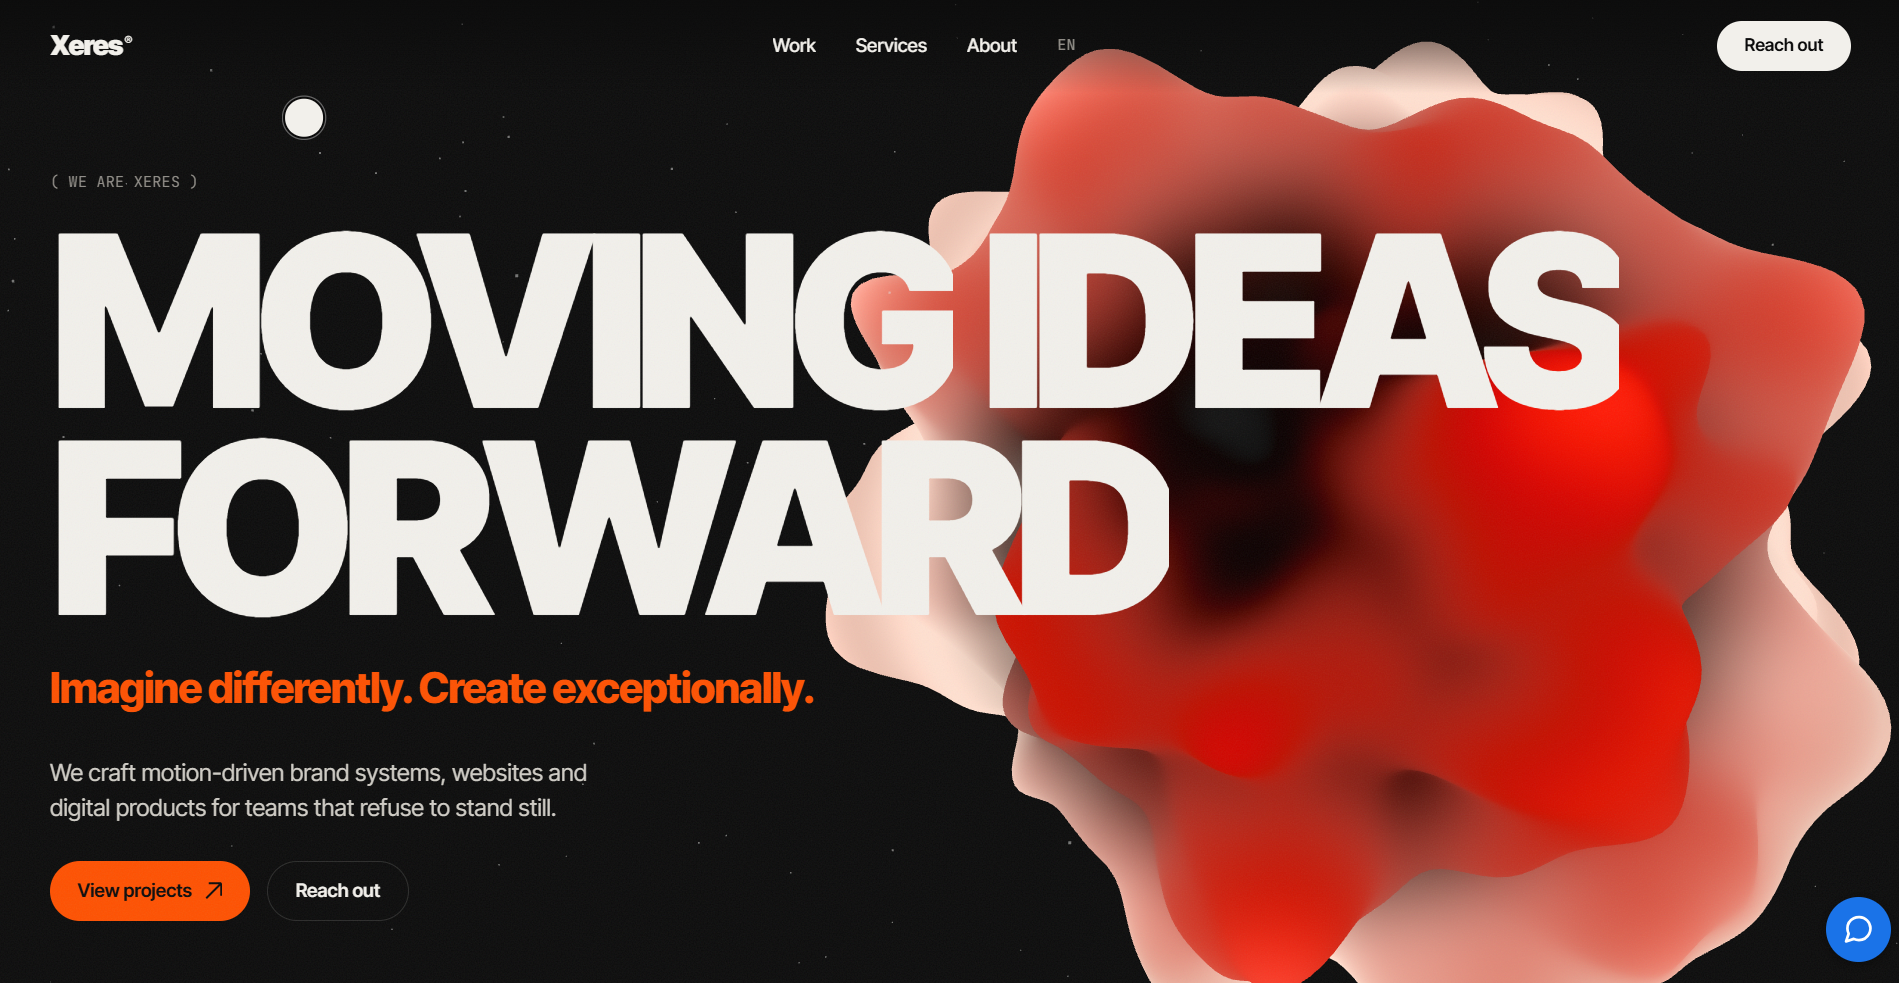 Xeres®
Work Services About EN
Reach out
( WE ARE XERES )
MOVING IDEAS
FORWARD
Imagine differently. Create exceptionally.
We craft motion-driven brand systems, websites and
digital products for teams that refuse to stand still.
View projects
Reach out